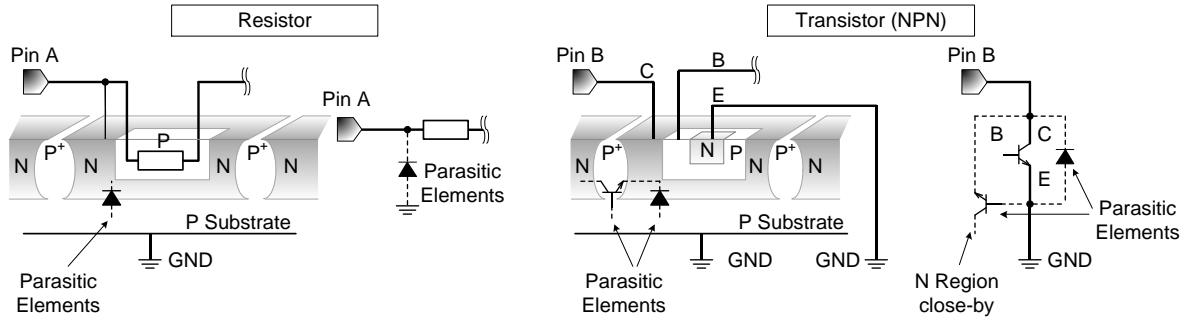 Resistor
Transistor (NPN)
Pin A
Pin B
Pin B
C
B
E
Pin A
N
P+
N
P
N
P+
N
N
P+
N
N
P
P+
N
B
C
E
Parasitic
Elements
P Substrate
P Substrate
Parasitic
Elements
GND
GND
GND
GND
Parasitic
Elements
Parasitic
Elements
N Region
close-by